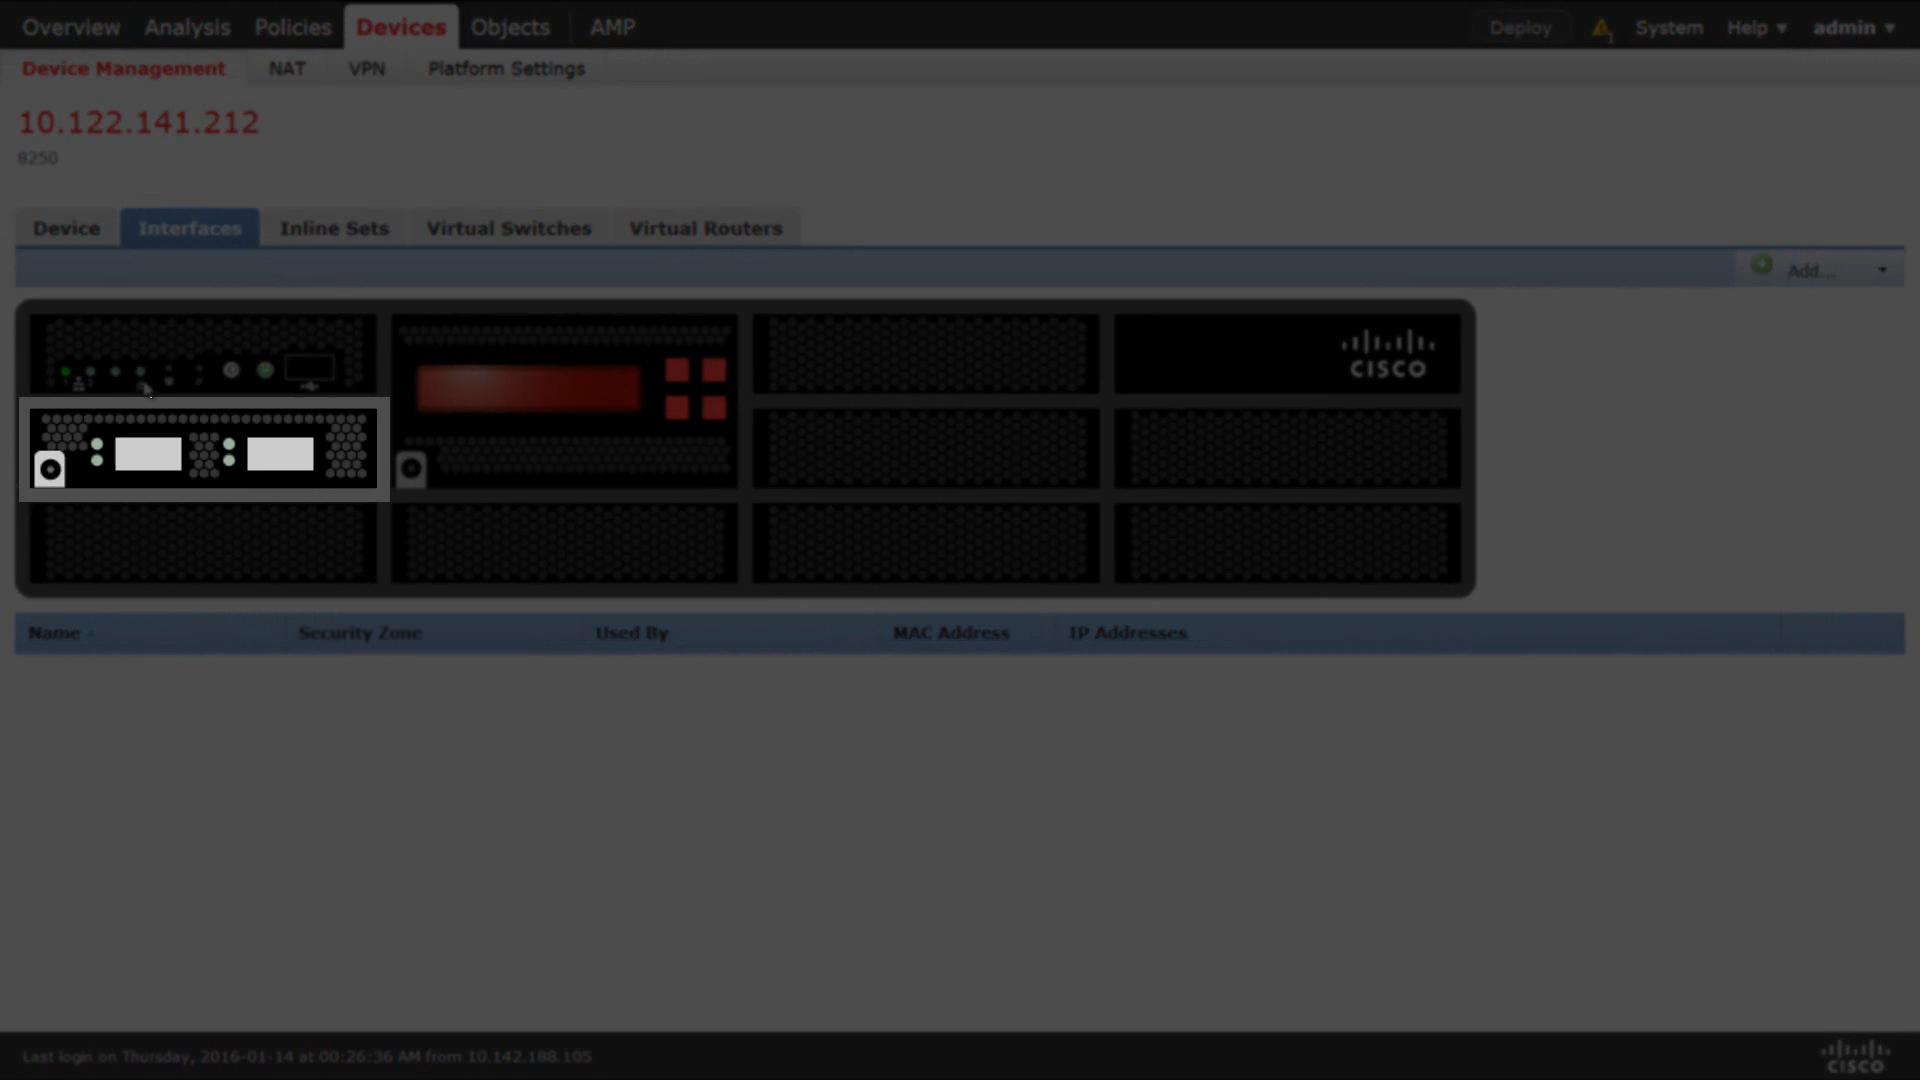 Overview Analysis Policies Devices Objects AMP Deploy 1 System Help ▾ admin ▾
Device Management NAT VPN Platform Settings
10.122.141.212
8250
Device Interfaces Inline Sets Virtual Switches Virtual Routers
Add...
CISCO
Name Security Zone Used By MAC Address IP Addresses
Last login on Thursday, 2016-01-14 at 00:26:36 AM from 10.142.188.105
CISCO